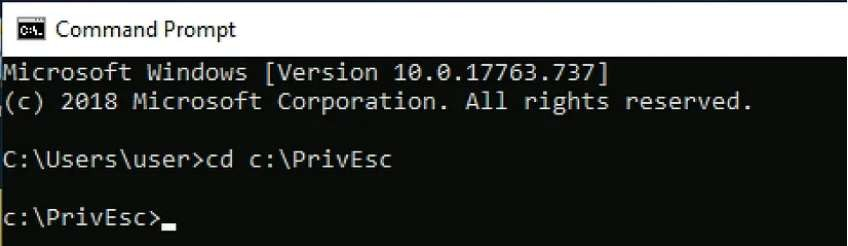 Command Prompt
Microsoft Windows [Version 10.0.17763.737]
(c) 2018 Microsoft Corporation. All rights reserved.
C:\Users\user>cd c:\PrivEsc
c:\PrivEsc>